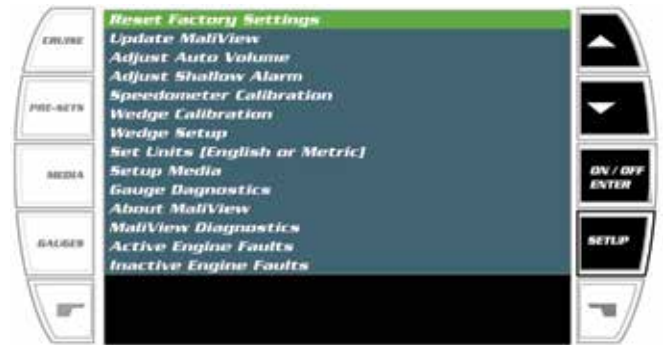 CRUISE
PRE-SETS
MEDIA
GAUGES
Reset Factory Settings
Update MaliView
Adjust Auto Volume
Adjust Shallow Alarm
Speedometer Calibration
Wedge Calibration
Wedge Setup
Set Units [English or Metric]
Setup Media
Gauge Dagnostics
About MaliView
MaliView Diagnostics
Active Engine Faults
Inactive Engine Faults
ON / OFF
ENTER
SETUP